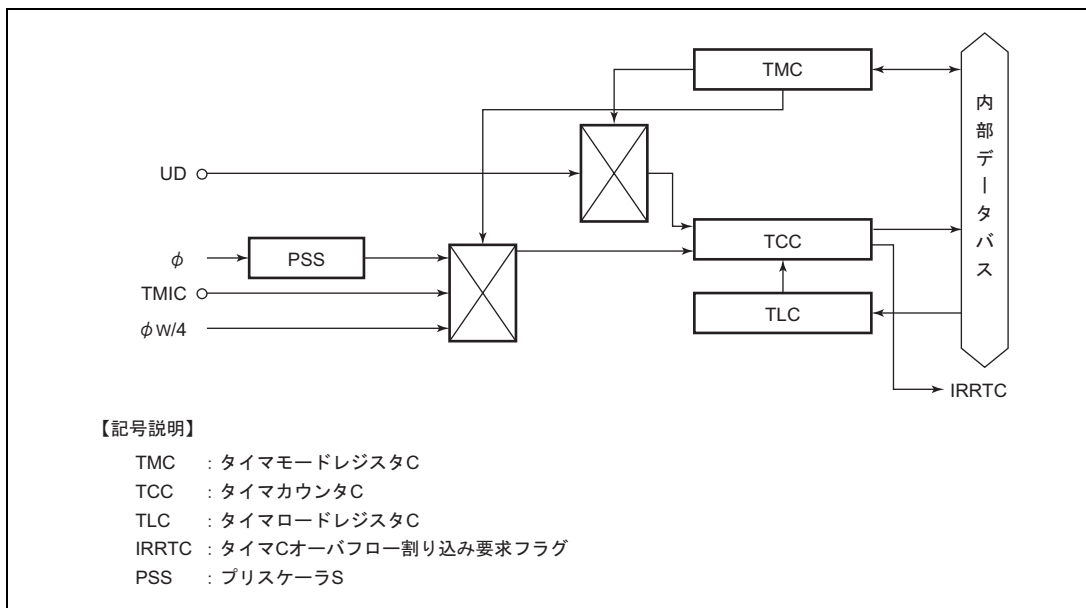 TMC
内部データバス
UD
TCC
φ
PSS
TMIC
TLC
φW/4
IRRTC
【記号説明】
TMC : タイマモードレジスタC
TCC : タイマカウンタC
TLC : タイマロードレジスタC
IRRTC : タイマCオーバフロー割り込み要求フラグ
PSS : プリスケーラS